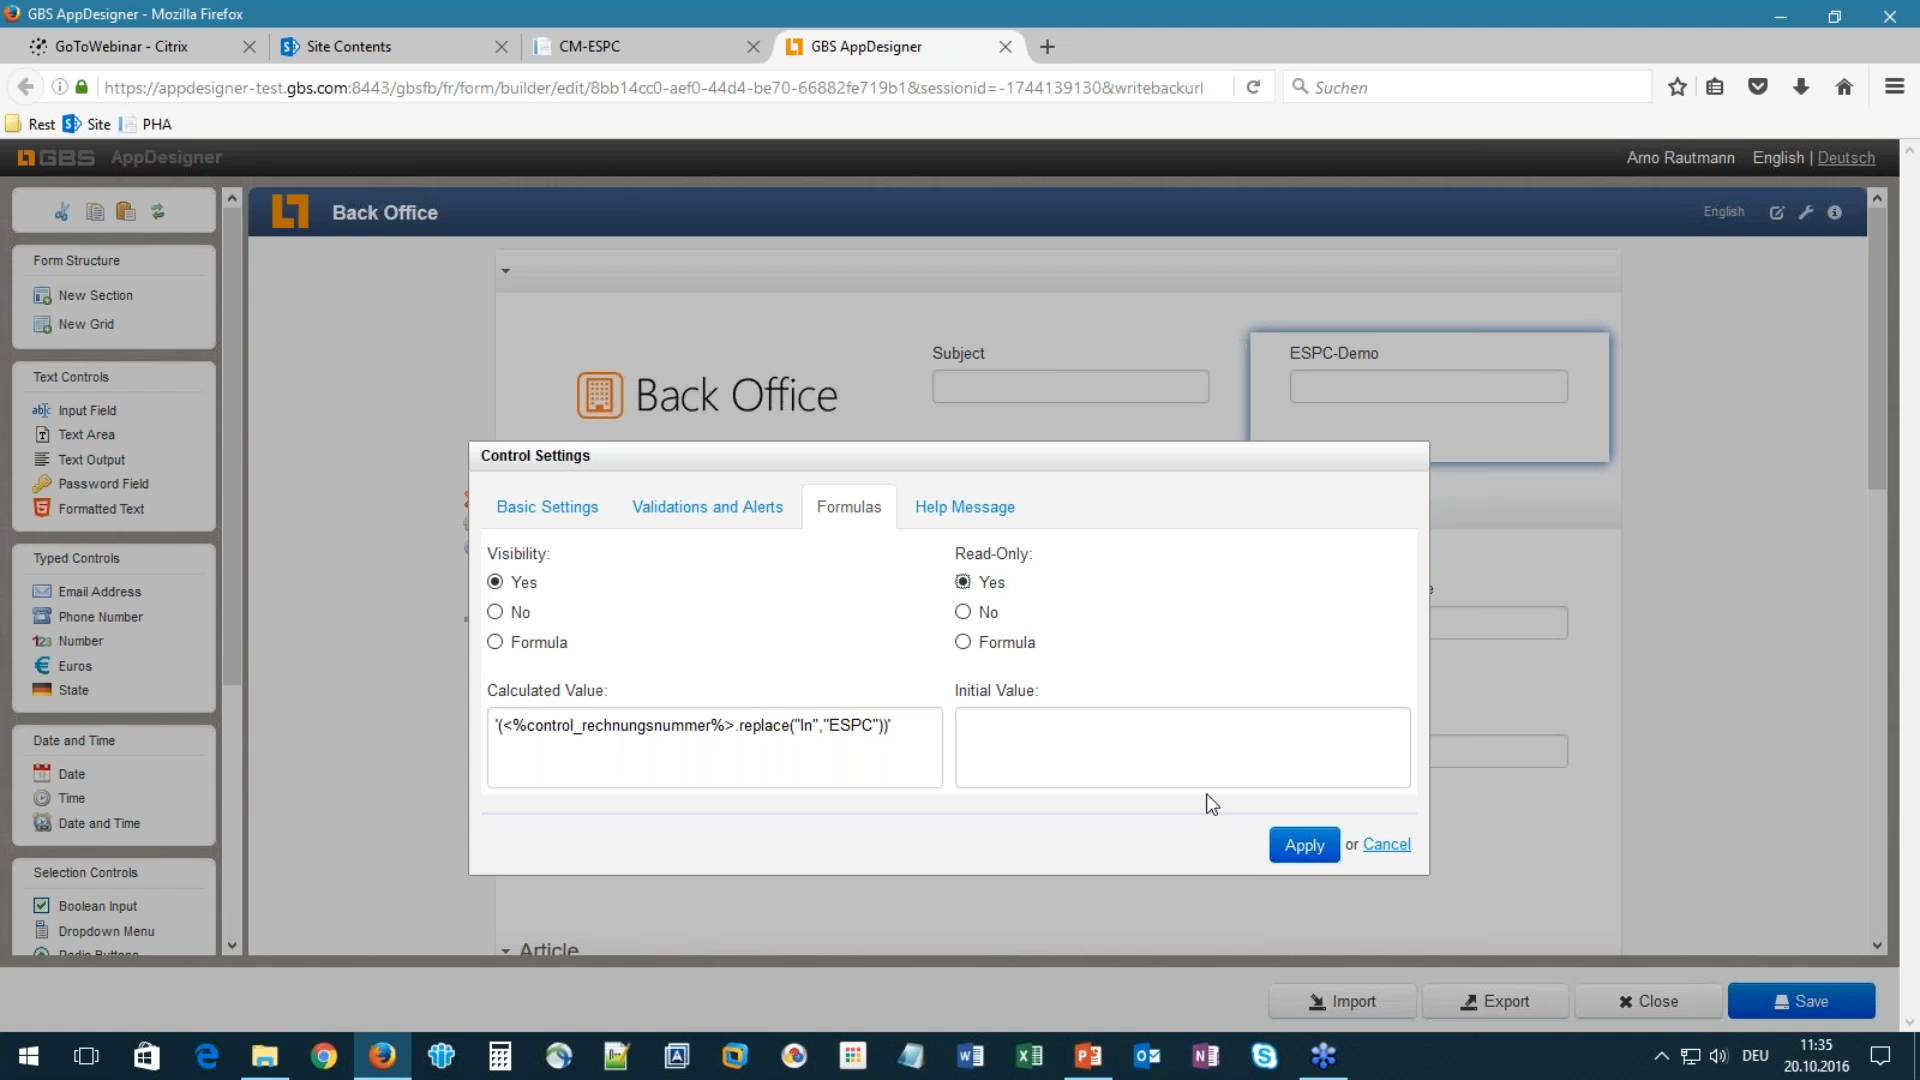 GBS AppDesigner - Mozilla Firefox
GoToWebinar - Citrix
Site Contents
CM-ESPC
GBS AppDesigner
https://appdesigner-test.gbs.com:8443/gbsfb/fr/form/builder/edit/8bb14cc0-aef0-44d4-be70-66882fe719b1&sessionid=-1744139130&writebackurl
Suchen
Rest
Site
PHA
GBS AppDesigner
Arno Rautmann English | Deutsch
Back Office
English
Form Structure
New Section
New Grid
Text Controls
Input Field
Text Area
Text Output
Password Field
Formatted Text
Typed Controls
Email Address
Phone Number
Number
Euros
State
Date and Time
Date
Time
Date and Time
Selection Controls
Boolean Input
Dropdown Menu
Radio Buttons
Back Office
Subject
ESPC-Demo
Control Settings
Basic Settings
Validations and Alerts
Formulas
Help Message
Visibility:
Yes
No
Formula
Read-Only:
Yes
No
Formula
Calculated Value:
'(<%control_rechnungsnummer%>.replace("In","ESPC"))'
Initial Value:
Apply or Cancel
Article
Import
Export
Close
Save
DEU
11:35
20.10.2016